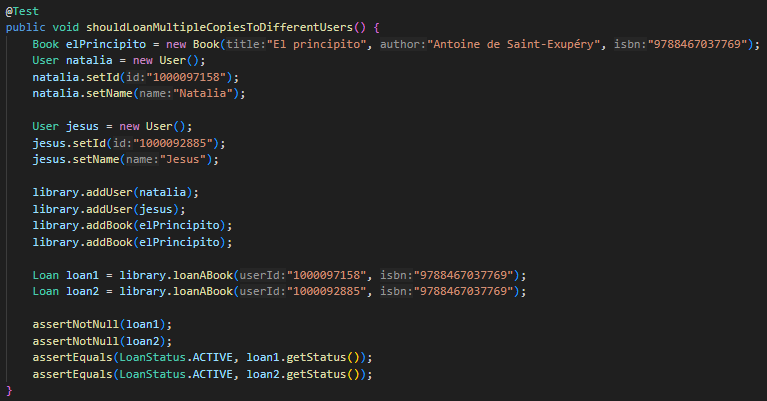 @Test
public void shouldLoanMultipleCopiesToDifferentUsers() {
    Book elPrincipito = new Book(title:"El principito", author:"Antoine de Saint-Exupéry", isbn:"9788467037769");
    User natalia = new User();
    natalia.setId(id:"1000097158");
    natalia.setName(name:"Natalia");

    User jesus = new User();
    jesus.setId(id:"1000092885");
    jesus.setName(name:"Jesus");

    library.addUser(natalia);
    library.addUser(jesus);
    library.addBook(elPrincipito);
    library.addBook(elPrincipito);

    Loan loan1 = library.loanABook(userId:"1000097158", isbn:"9788467037769");
    Loan loan2 = library.loanABook(userId:"1000092885", isbn:"9788467037769");

    assertNotNull(loan1);
    assertNotNull(loan2);
    assertEquals(LoanStatus.ACTIVE, loan1.getStatus());
    assertEquals(LoanStatus.ACTIVE, loan2.getStatus());
}